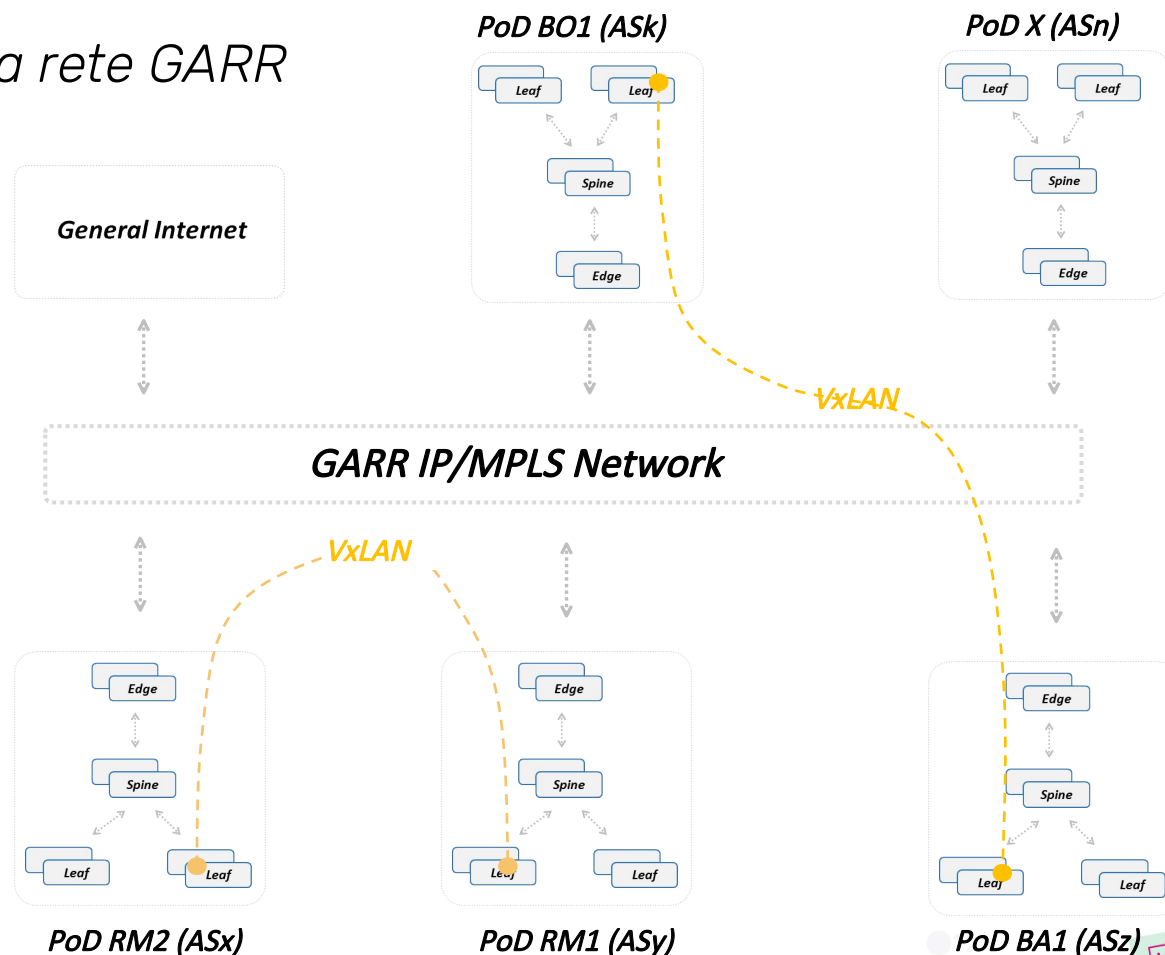 a rete GARR
PoD BO1 (ASk)
PoD X (ASn)
Leaf
Leaf
Leaf
Leaf
Spine
Spine
General Internet
Edge
Edge
VxLAN
GARR IP/MPLS Network
VxLAN
Edge
Edge
Edge
Spine
Spine
Spine
Leaf
Leaf
Leaf
Leaf
Leaf
Leaf
PoD RM2 (ASx)
PoD RM1 (ASy)
PoD BA1 (ASz)